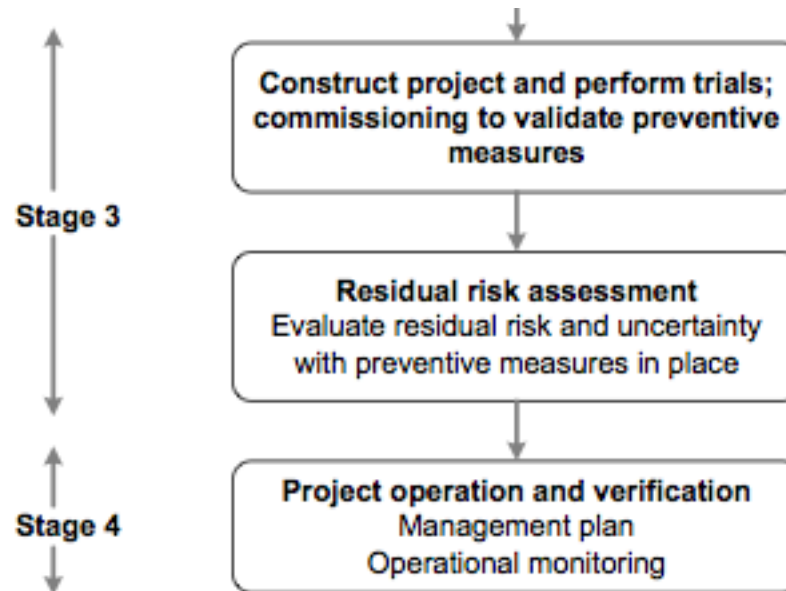 Construct project and perform trials;
commissioning to validate preventive
measures
Stage 3
Residual risk assessment
Evaluate residual risk and uncertainty
with preventive measures in place
Project operation and verification
Stage 4
Management plan
Operational monitoring